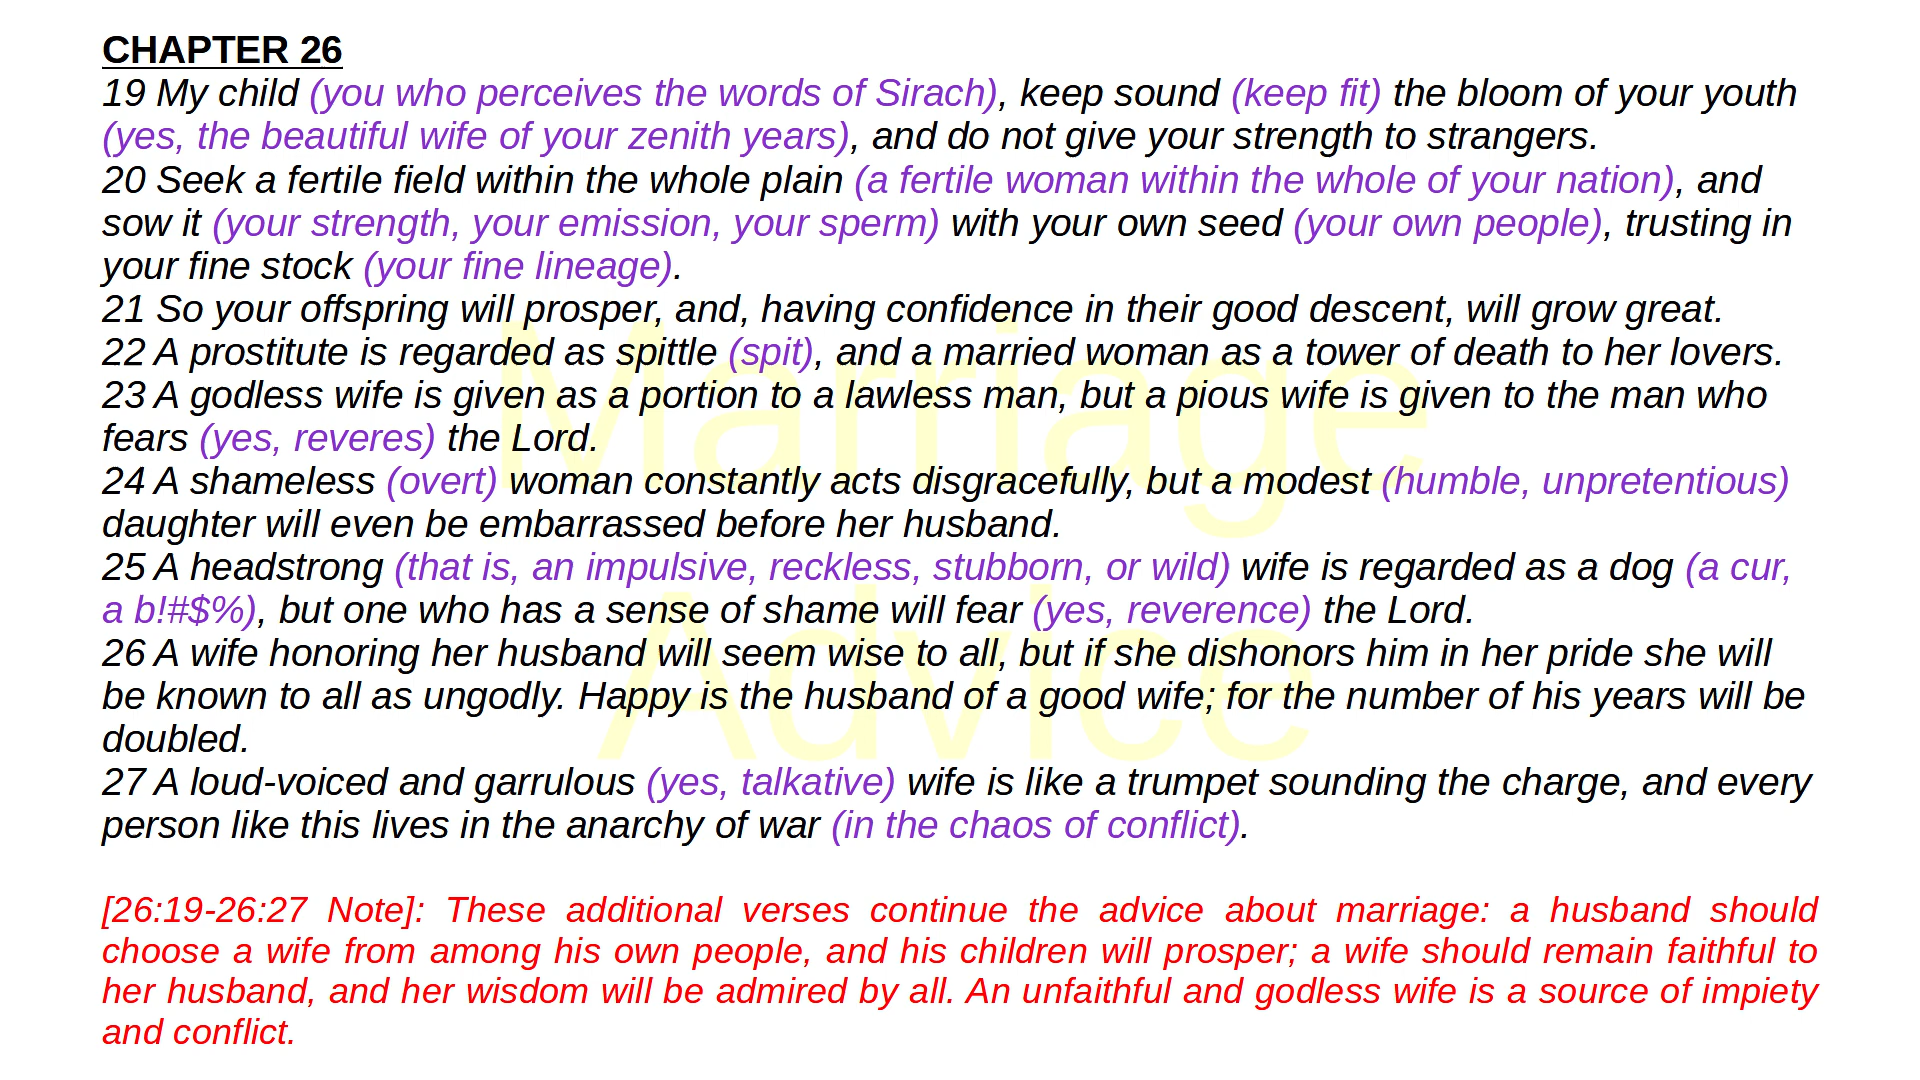 CHAPTER 26
19 My child (you who perceives the words of Sirach), keep sound (keep fit) the bloom of your youth
(yes, the beautiful wife of your zenith years), and do not give your strength to strangers.
20 Seek a fertile field within the whole plain (a fertile woman within the whole of your nation), and
sow it (your strength, your emission, your sperm) with your own seed (your own people), trusting in
your fine stock (your fine lineage).
21 So your offspring will prosper, and, having confidence in their good descent, will grow great.
22 A prostitute is regarded as spittle (spit), and a married woman as a tower of death to her lovers.
23 A godless wife is given as a portion to a lawless man, but a pious wife is given to the man who
fears (yes, reveres) the Lord.
24 A shameless (overt) woman constantly acts disgracefully, but a modest (humble, unpretentious)
daughter will even be embarrassed before her husband.
25 A headstrong (that is, an impulsive, reckless, stubborn, or wild) wife is regarded as a dog (a cur,
a b!#$%), but one who has a sense of shame will fear (yes, reverence) the Lord.
26 A wife honoring her husband will seem wise to all, but if she dishonors him in her pride she will
be known to all as ungodly. Happy is the husband of a good wife; for the number of his years will be
doubled.
27 A loud-voiced and garrulous (yes, talkative) wife is like a trumpet sounding the charge, and every
person like this lives in the anarchy of war (in the chaos of conflict).
[26:19-26:27 Note]: These additional verses continue the advice about marriage: a husband should
choose a wife from among his own people, and his children will prosper; a wife should remain faithful to
her husband, and her wisdom will be admired by all. An unfaithful and godless wife is a source of impiety
and conflict.
Marriage
Advice